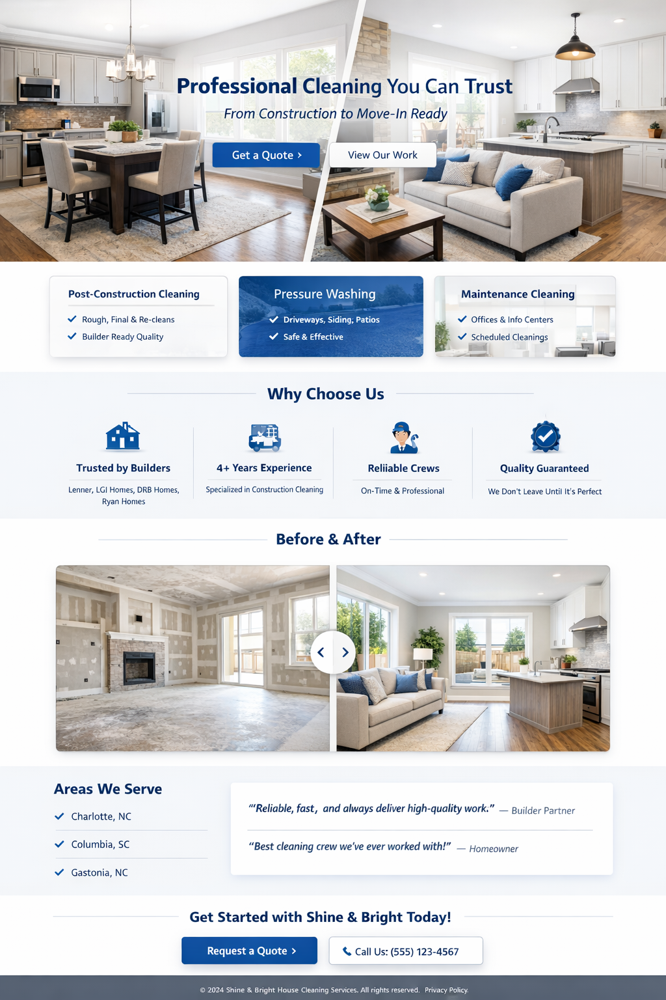 Professional Cleaning You Can Trust
From Construction to Move-In Ready
Get a Quote ›
View Our Work
Post-Construction Cleaning
Rough, Final & Re-cleans
Builder Ready Quality
Pressure Washing
Driveways, Siding, Patios
Safe & Effective
Maintenance Cleaning
Offices & Info Centers
Scheduled Cleanings
Why Choose Us
Trusted by Builders
Lenner, LGI Homes, DRB Homes,
Ryan Homes
4+ Years Experience
Specialized in Construction Cleaning
Reliiable Crews
On-Time & Professional
Quality Guaranteed
We Don't Leave Until It's Perfect
Before & After
Areas We Serve
Charlotte, NC
Columbia, SC
Gastonia, NC
“‘Reliable, fast, and always deliver high-quality work.” — Builder Partner
“Best cleaning crew we've ever worked with!” — Homeowner
Get Started with Shine & Bright Today!
Request a Quote ›
Call Us: (555) 123-4567
© 2024 Shine & Bright House Cleaning Services. All rights reserved. Privacy Policy.